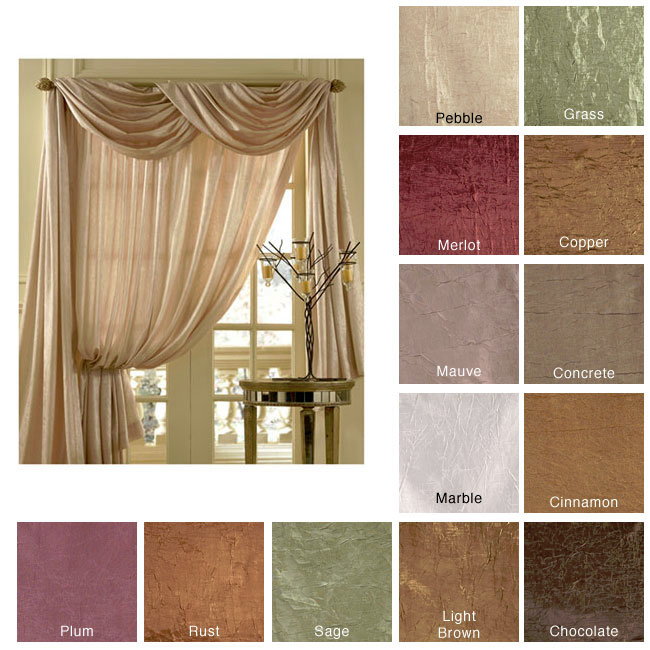 Pebble
Grass
Merlot
Copper
Mauve
Concrete
Marble
Cinnamon
Plum
Rust
Sage
Light
Brown
Chocolate